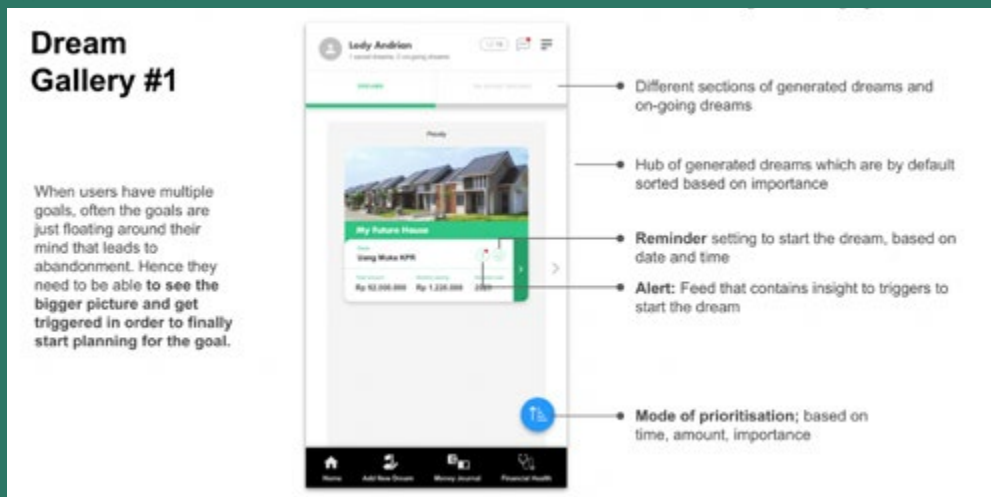 Dream
Gallery #1
When users have multiple
goals, often the goals are
just floating around their
mind that leads to
abandonment. Hence they
need to be able to see the
bigger picture and get
triggered in order to finally
start planning for the goal.
Lody Andrian
Priority
My Future House
Uang Muka KPR
Rp 1.220.000
Home
Add New Dream
Money Journal
Financial Health
Different sections of generated dreams and
on-going dreams
Hub of generated dreams which are by default
sorted based on importance
Reminder setting to start the dream, based on
date and time
Alert: Feed that contains insight to triggers to
start the dream
Mode of prioritisation; based on
time, amount, importance